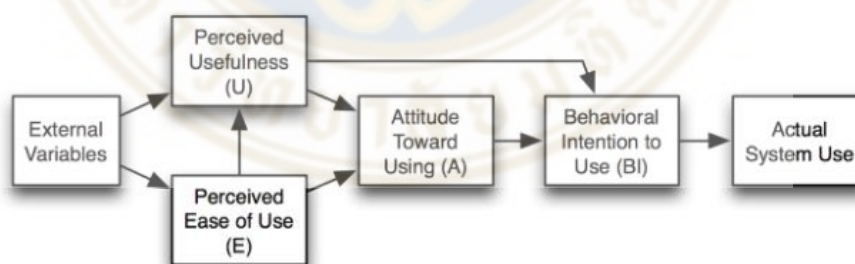 Perceived
Usefulness
(U)
External
Variables
Attitude
Toward
Using (A)
Behavioral
Intention to
Use (BI)
Actual
System Use
Perceived
Ease of Use
(E)